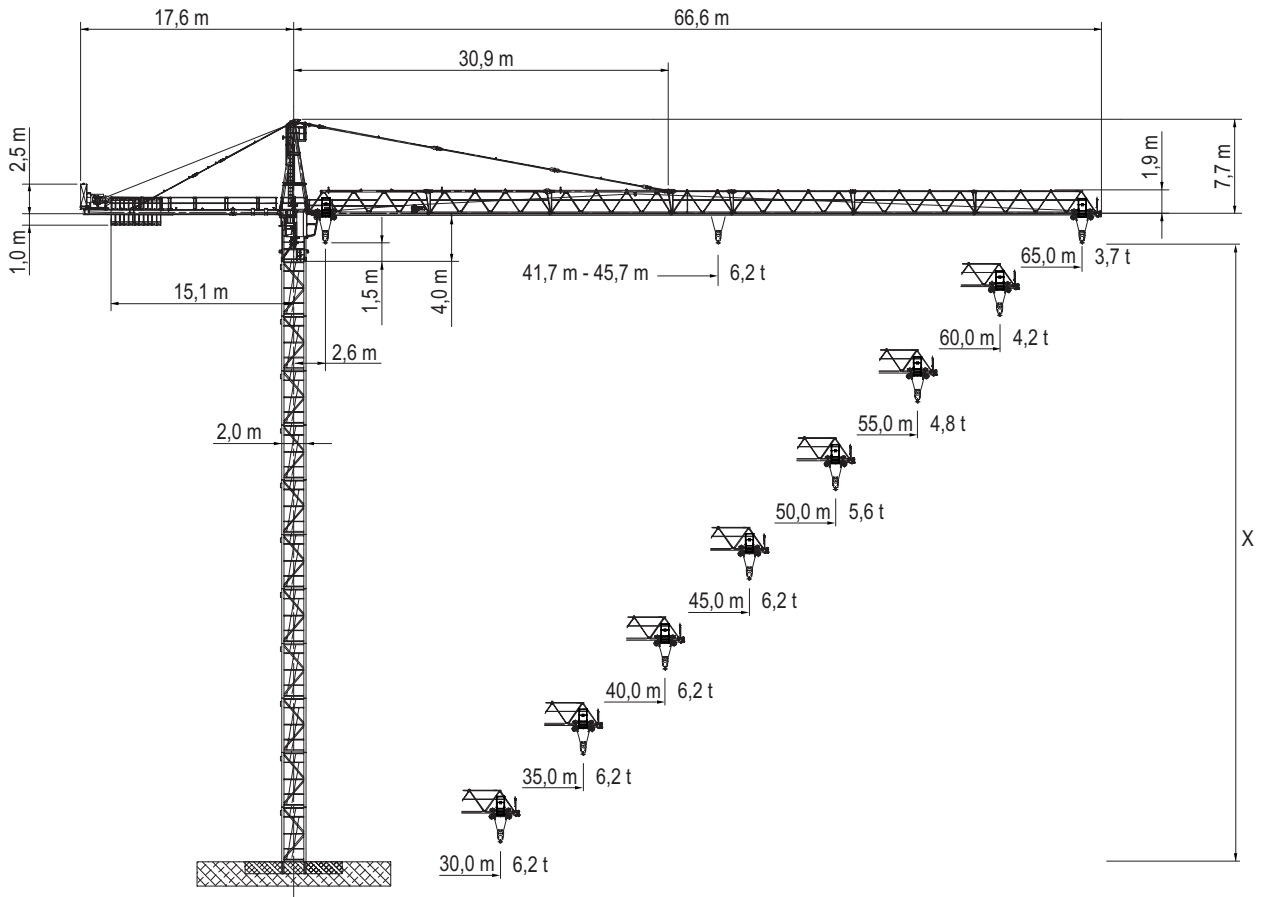 17,6 m
66,6 m
30,9 m
2,5 m
1,9 m
7,7 m
1,0 m
15,1 m
1,5 m
4,0 m
41,7 m - 45,7 m 6,2 t
65,0 m 3,7 t
2,6 m
60,0 m 4,2 t
2,0 m
55,0 m 4,8 t
50,0 m 5,6 t
X
45,0 m 6,2 t
40,0 m 6,2 t
35,0 m 6,2 t
30,0 m 6,2 t